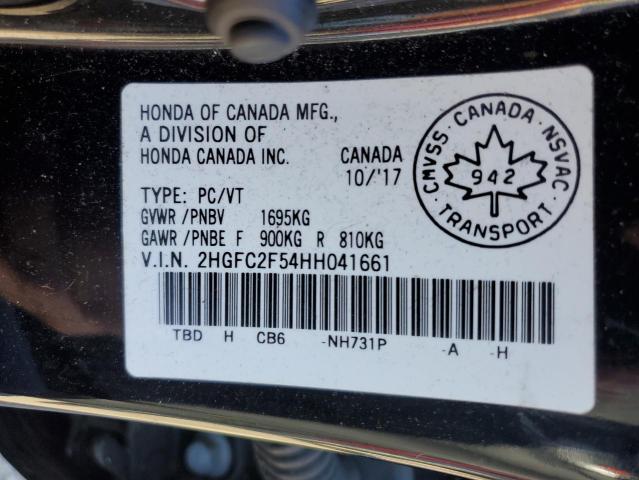 HONDA OF CANADA MFG.,
A DIVISION OF
HONDA CANADA INC. CANADA
10/'17
TYPE: PC/VT
GVWR /PNBV 1695KG
GAWR /PNBE F 900KG R 810KG
V.I.N. 2HGFC2F54HH041661
TBD H CB6 -NH731P -A -H
CMVSS · CANADA · NSVAC
942
TRANSPORT